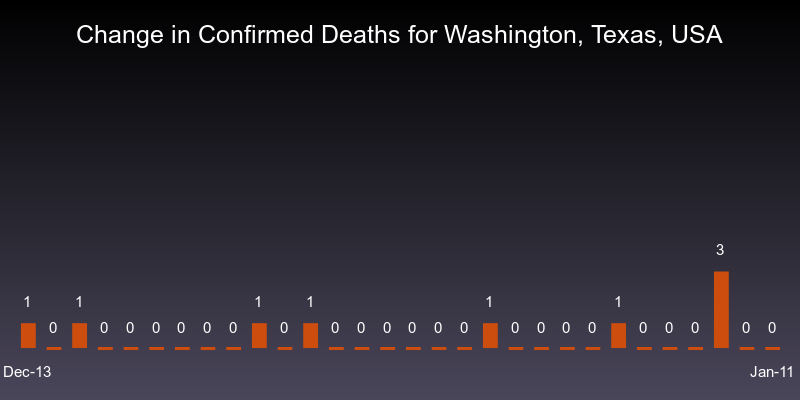 Change in Confirmed Deaths for Washington, Texas, USA
1 0 1 0 0 0 0 0 0 1 0 1 0 0 0 0 0 0 1 0 0 0 0 1 0 0 0 3 0 0
Dec-13 Jan-11